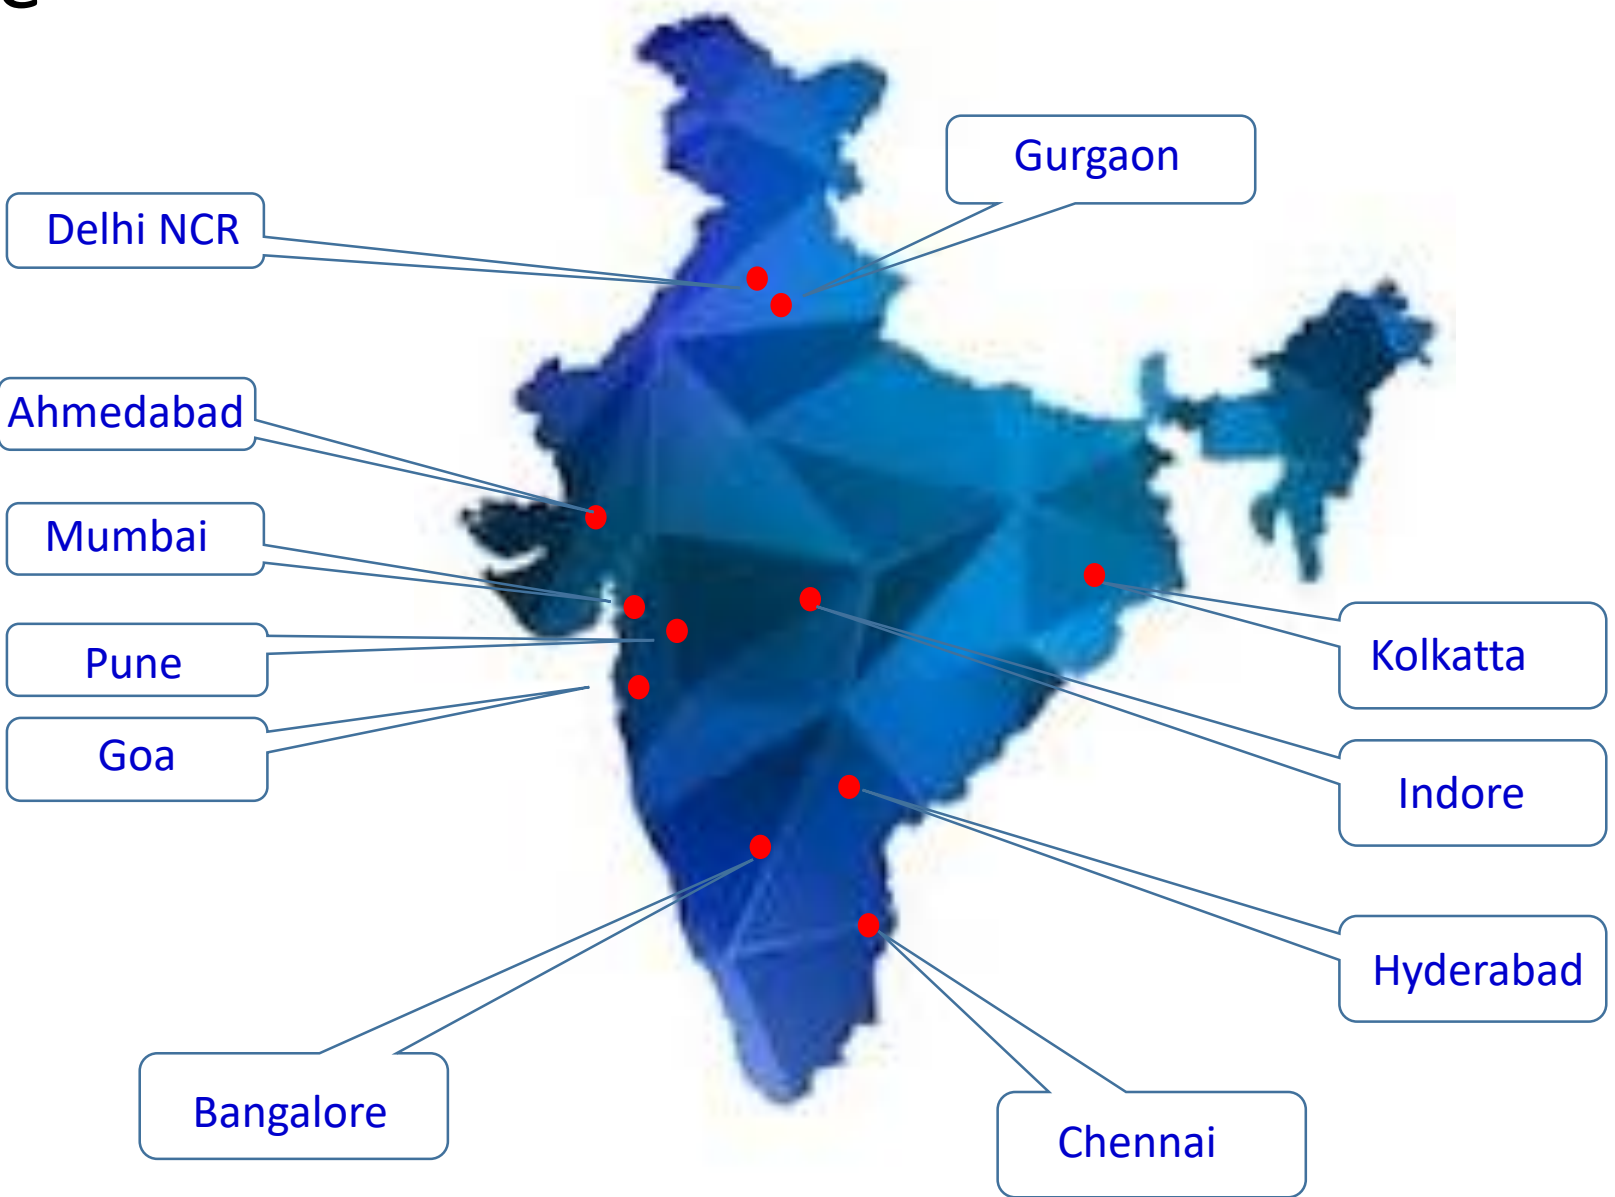 Gurgaon
Delhi NCR
Ahmedabad
Mumbai
Pune
Goa
Kolkatta
Indore
Hyderabad
Bangalore
Chennai